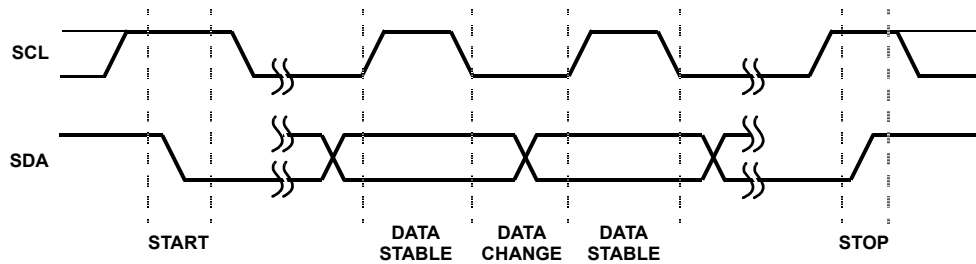 SCL
SDA
START
DATA
STABLE
DATA
CHANGE
DATA
STABLE
STOP